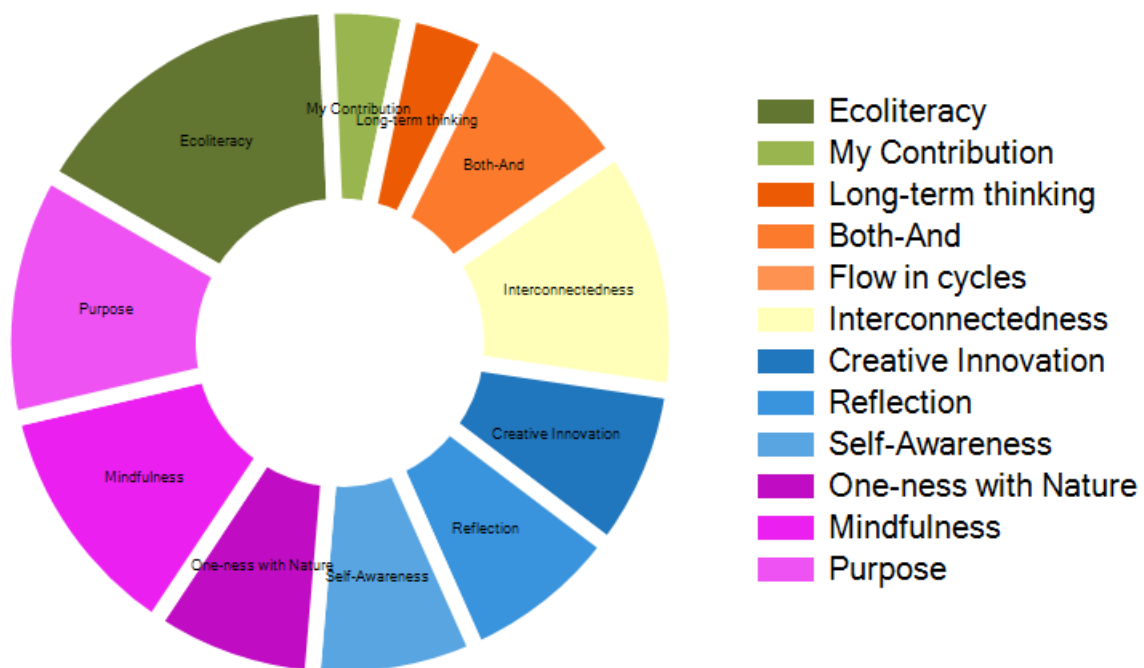 My Contribution
Long-term thinking
Ecoliteracy
Both-And
Interconnectedness
Purpose
Creative Innovation
Mindfulness
Reflection
One-ness with Nature
Self-Awareness
Ecoliteracy
My Contribution
Long-term thinking
Both-And
Flow in cycles
Interconnectedness
Creative Innovation
Reflection
Self-Awareness
One-ness with Nature
Mindfulness
Purpose